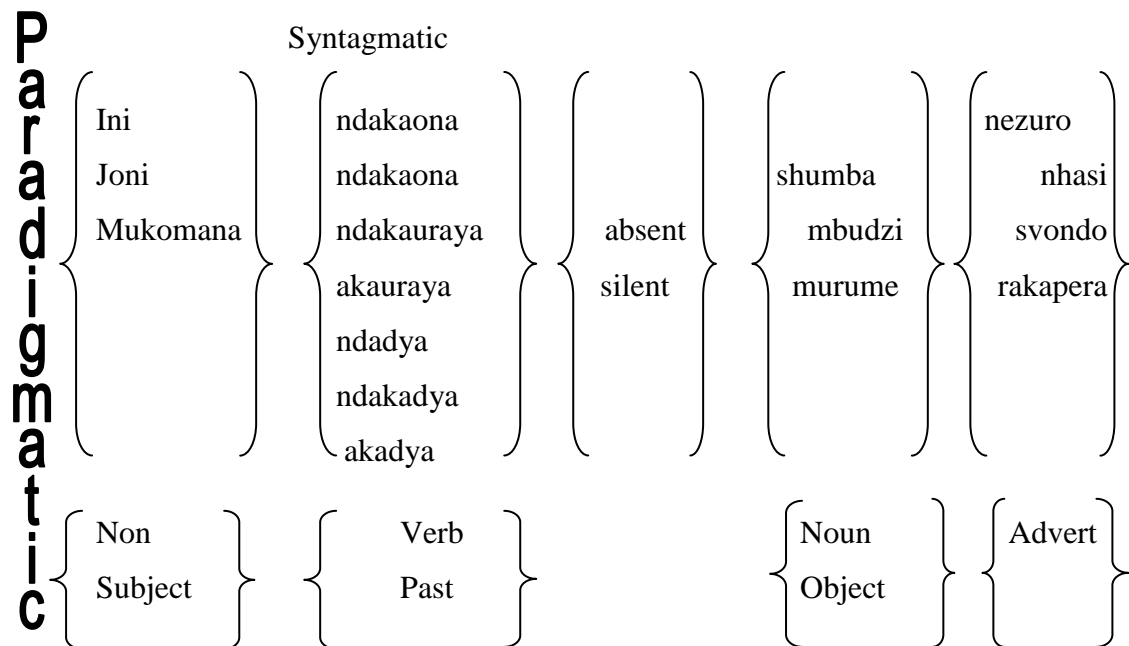 Paradigmatic
Syntagmatic
Ini ndakaona nezuro
Joni ndakaona shumba nhasi
Mukomana ndakauraya absent mbudzi svondo
akauraya silent murume rakapera
ndadya
ndakadya
akadya
Non Verb Noun Advert
Subject Past Object